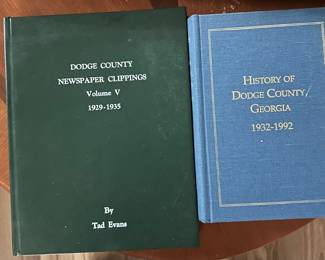 DODGE COUNTY
NEWSPAPER CLIPPINGS
Volume V
1929-1935
By
Tad Evans
HISTORY OF
DODGE COUNTY,
GEORGIA
1932-1992